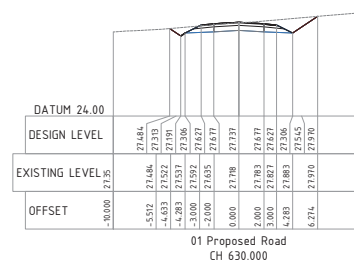 DATUM 24.00
DESIGN LEVEL 27.484 27.313 27.191 27.306 27.627 27.677 27.737 27.677 27.627 27.306 27.545 27.970
EXISTING LEVEL 27.35 27.484 27.522 27.537 27.592 27.635 27.718 27.783 27.827 27.883 27.970
OFFSET -10.000 -5.512 -4.633 -4.283 -3.000 -2.000 0.000 2.000 3.000 4.283 6.274
01 Proposed Road
CH 630.000